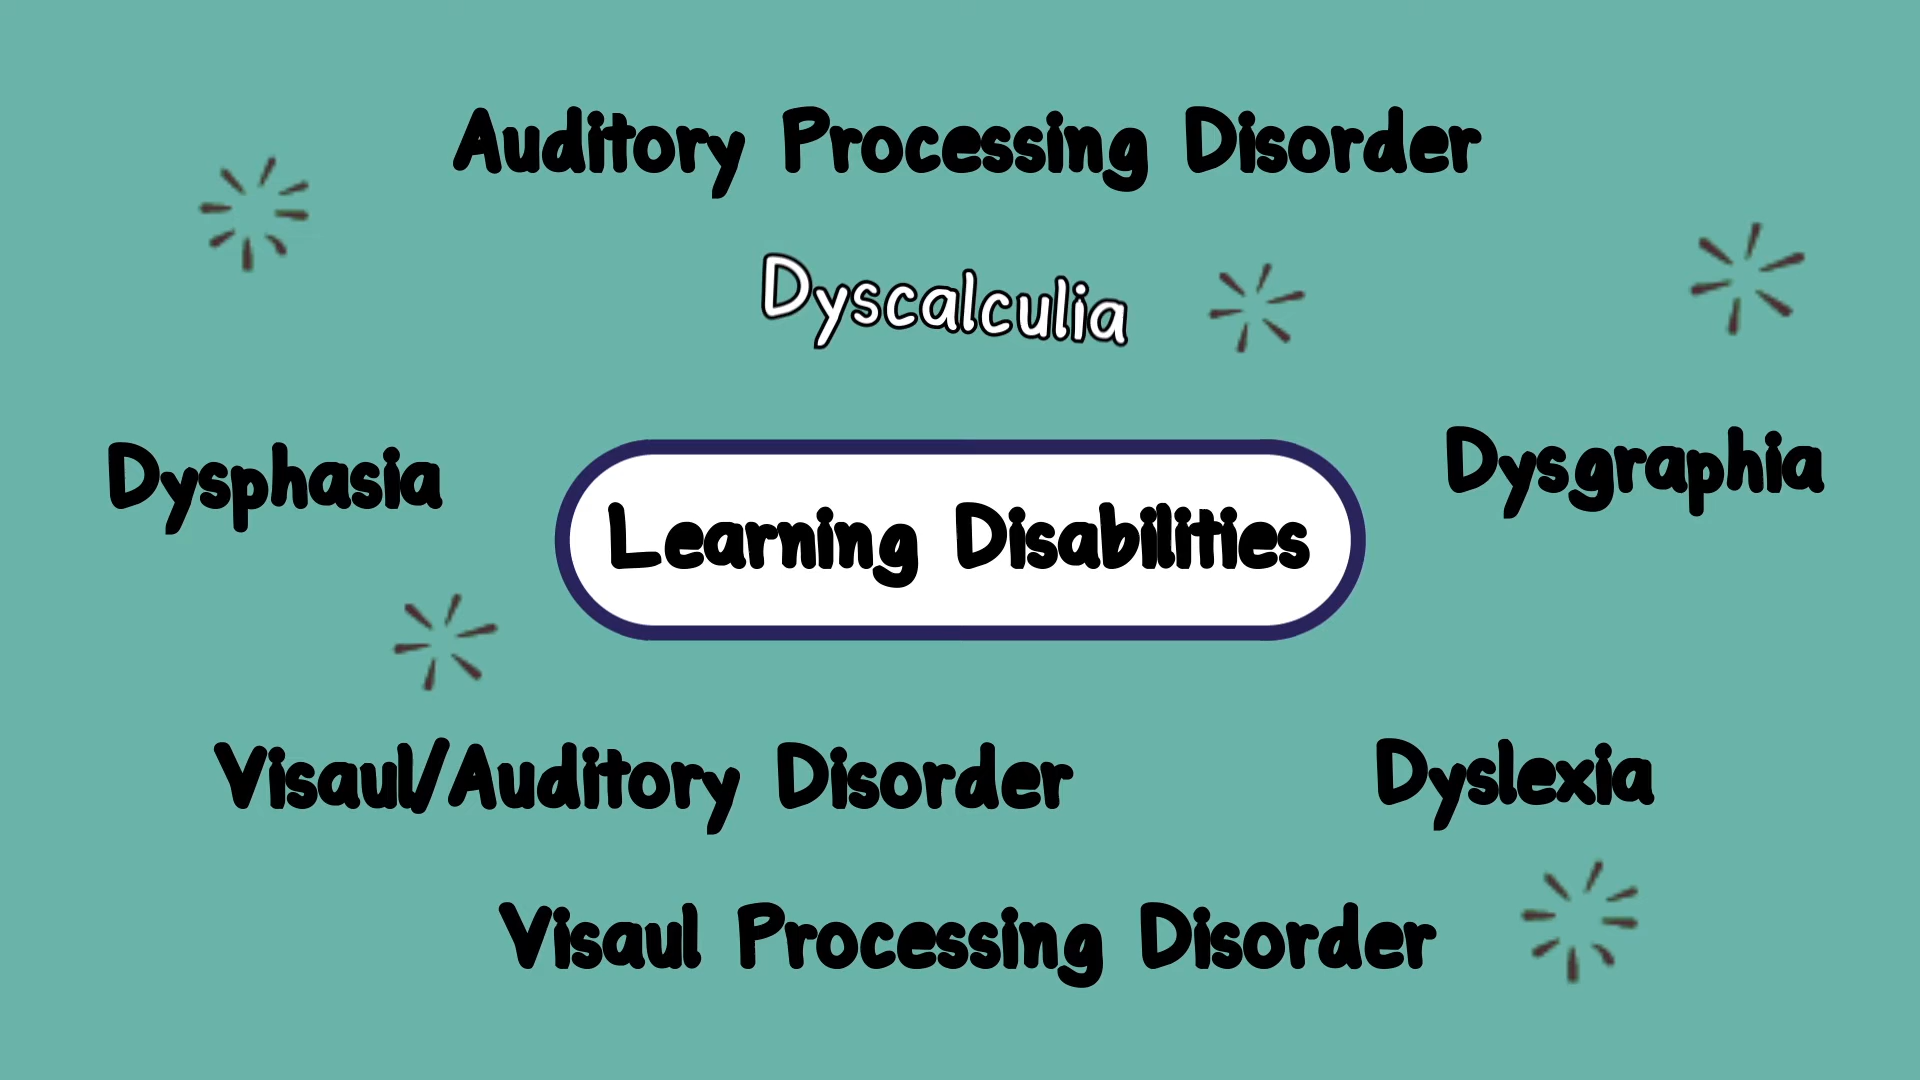 Auditory Processing Disorder
Dyscalculia
Dysphasia
Dysgraphia
Learning Disabilities
Visaul/Auditory Disorder
Dyslexia
Visaul Processing Disorder